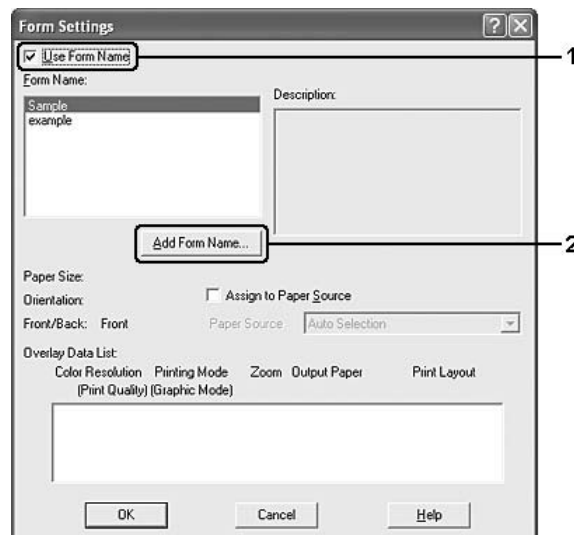 Form Settings
Use Form Name
1
Form Name:
Description:
Sample
example
Add Form Name...
2
Paper Size:
Orientation:
Assign to Paper Source
Front/Back: Front Paper Source Auto Selection
Overlay Data List:
Color Resolution Printing Mode Zoom Output Paper Print Layout
(Print Quality) (Graphic Mode)
OK Cancel Help